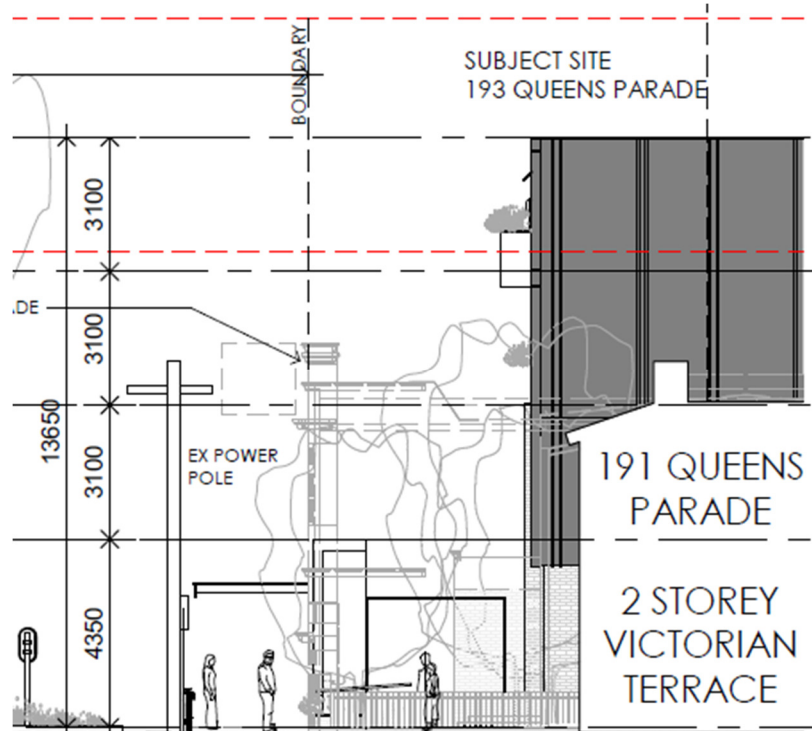 BOUNDARY
SUBJECT SITE
193 QUEENS PARADE
3100
3100
ADE
13650
3100
EX POWER
POLE
191 QUEENS
PARADE
4350
2 STOREY
VICTORIAN
TERRACE